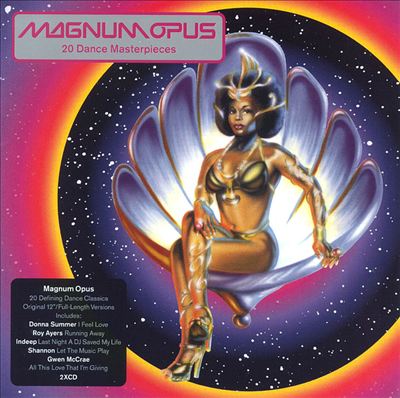 MAGNUM OPUS
20 Dance Masterpieces
Magnum Opus
20 Defining Dance Classics
Original 12"/Full-Length Versions
Includes:
Donna Summer I Feel Love
Roy Ayers Running Away
Indeep Last Night A DJ Saved My Life
Shannon Let The Music Play
Gwen McCrae
All This Love That I'm Giving
2XCD